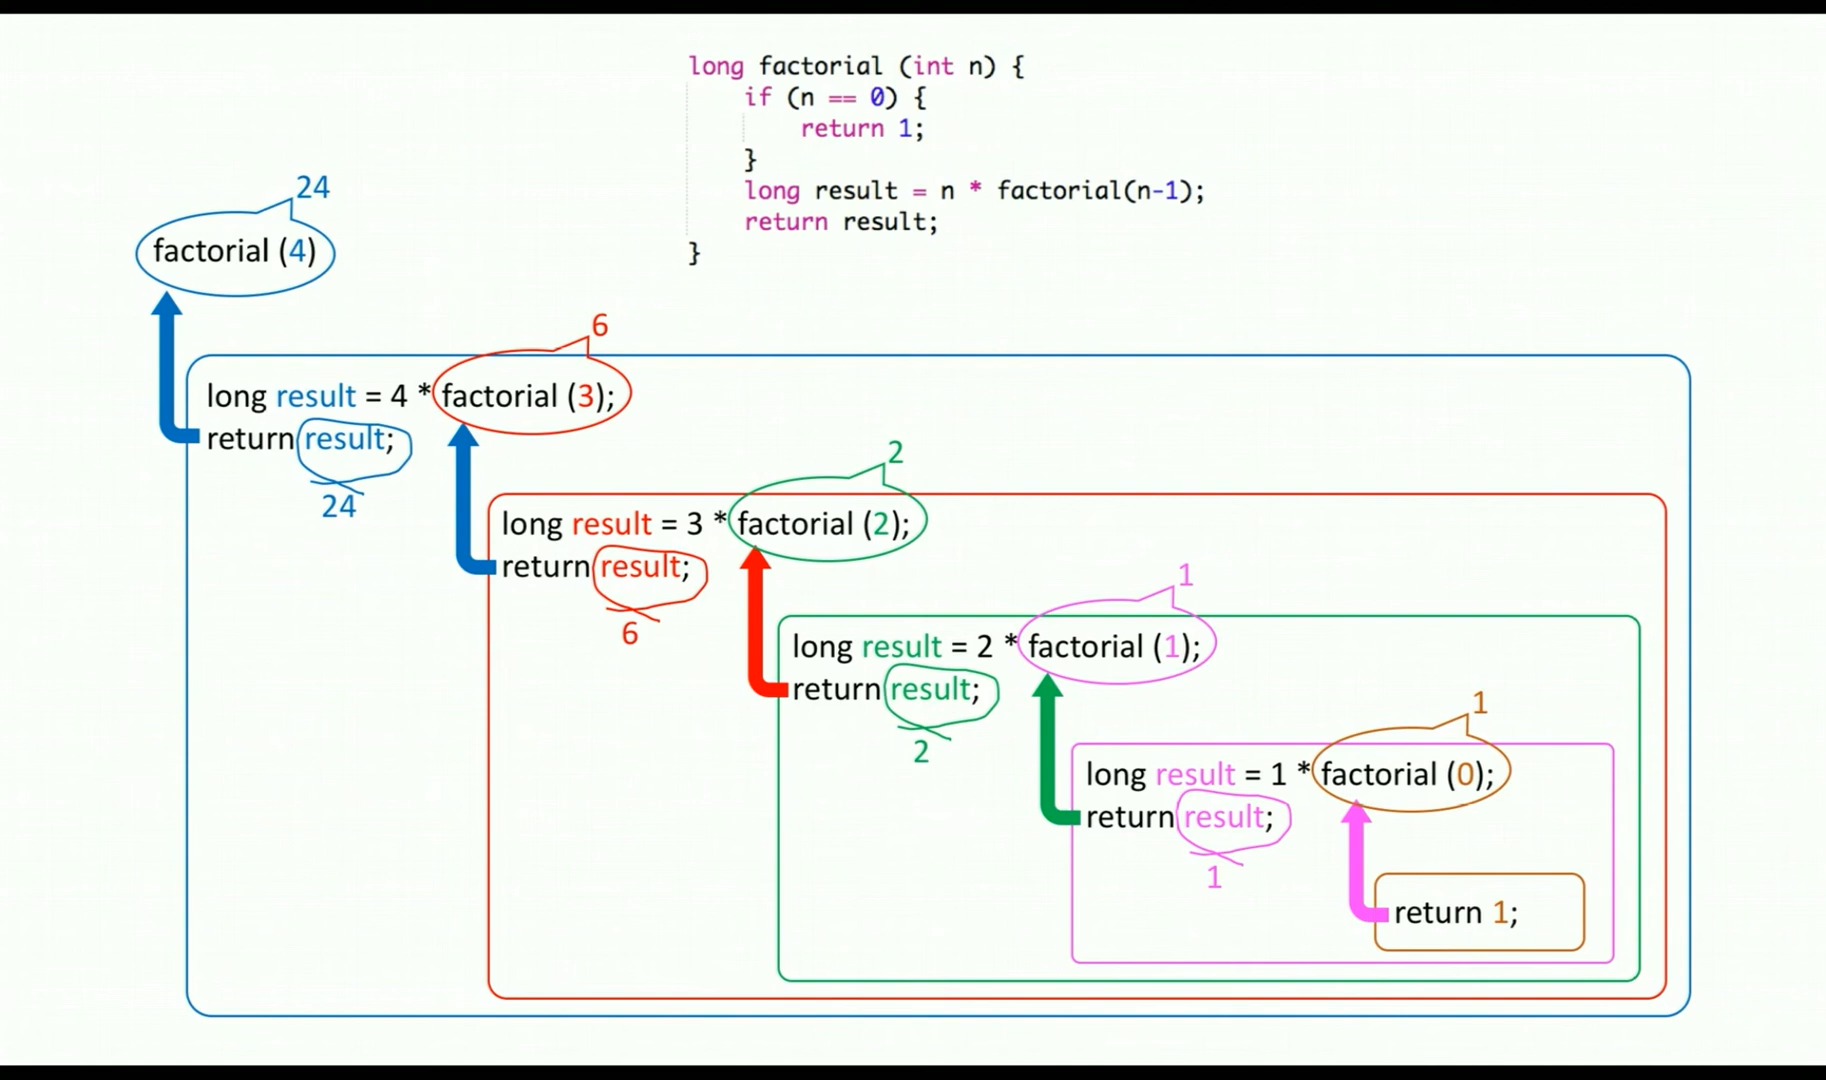 long factorial (int n) {
if (n == 0) {
return 1;
}
long result = n * factorial(n-1);
return result;
}
24
factorial (4)
6
long result = 4 * factorial (3);
return result;
24
2
long result = 3 * factorial (2);
return result;
6
1
long result = 2 * factorial (1);
return result;
2
1
long result = 1 * factorial (0);
return result;
1
return 1;